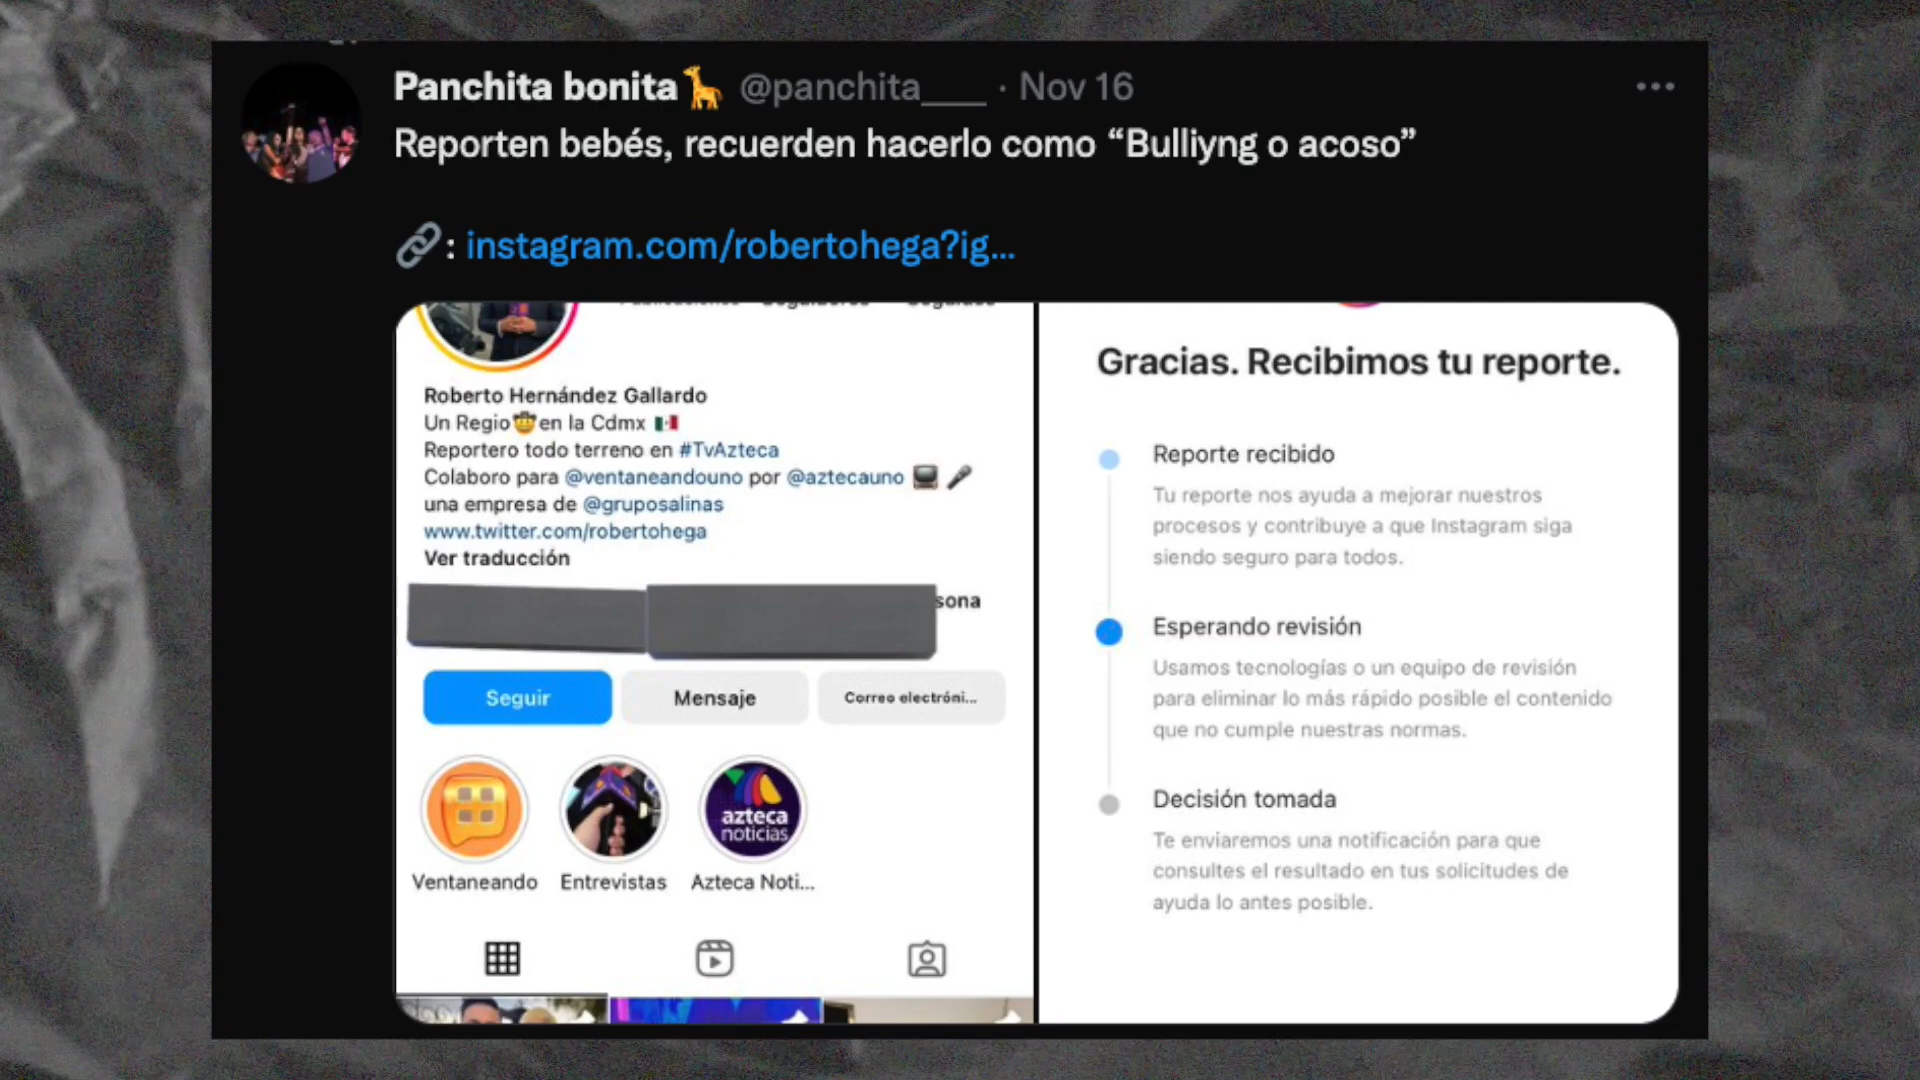 Panchita bonita🦒 @panchita___ · Nov 16
Reporten bebés, recuerden hacerlo como “Bulliyng o acoso”
🔗: instagram.com/robertohega?ig...
Publicaciones Seguidores Seguidos
Roberto Hernández Gallardo
Un Regio🤠en la Cdmx 🇲🇽
Reportero todo terreno en #TvAzteca
Colaboro para @ventaneandouno por @aztecauno 📺 🎤
una empresa de @gruposalinas
www.twitter.com/robertohega
Ver traducción
sona
Seguir Mensaje Correo electróni...
azteca
noticias
Ventaneando Entrevistas Azteca Noti...
Gracias. Recibimos tu reporte.
Reporte recibido
Tu reporte nos ayuda a mejorar nuestros
procesos y contribuye a que Instagram siga
siendo seguro para todos.
Esperando revisión
Usamos tecnologías o un equipo de revisión
para eliminar lo más rápido posible el contenido
que no cumple nuestras normas.
Decisión tomada
Te enviaremos una notificación para que
consultes el resultado en tus solicitudes de
ayuda lo antes posible.